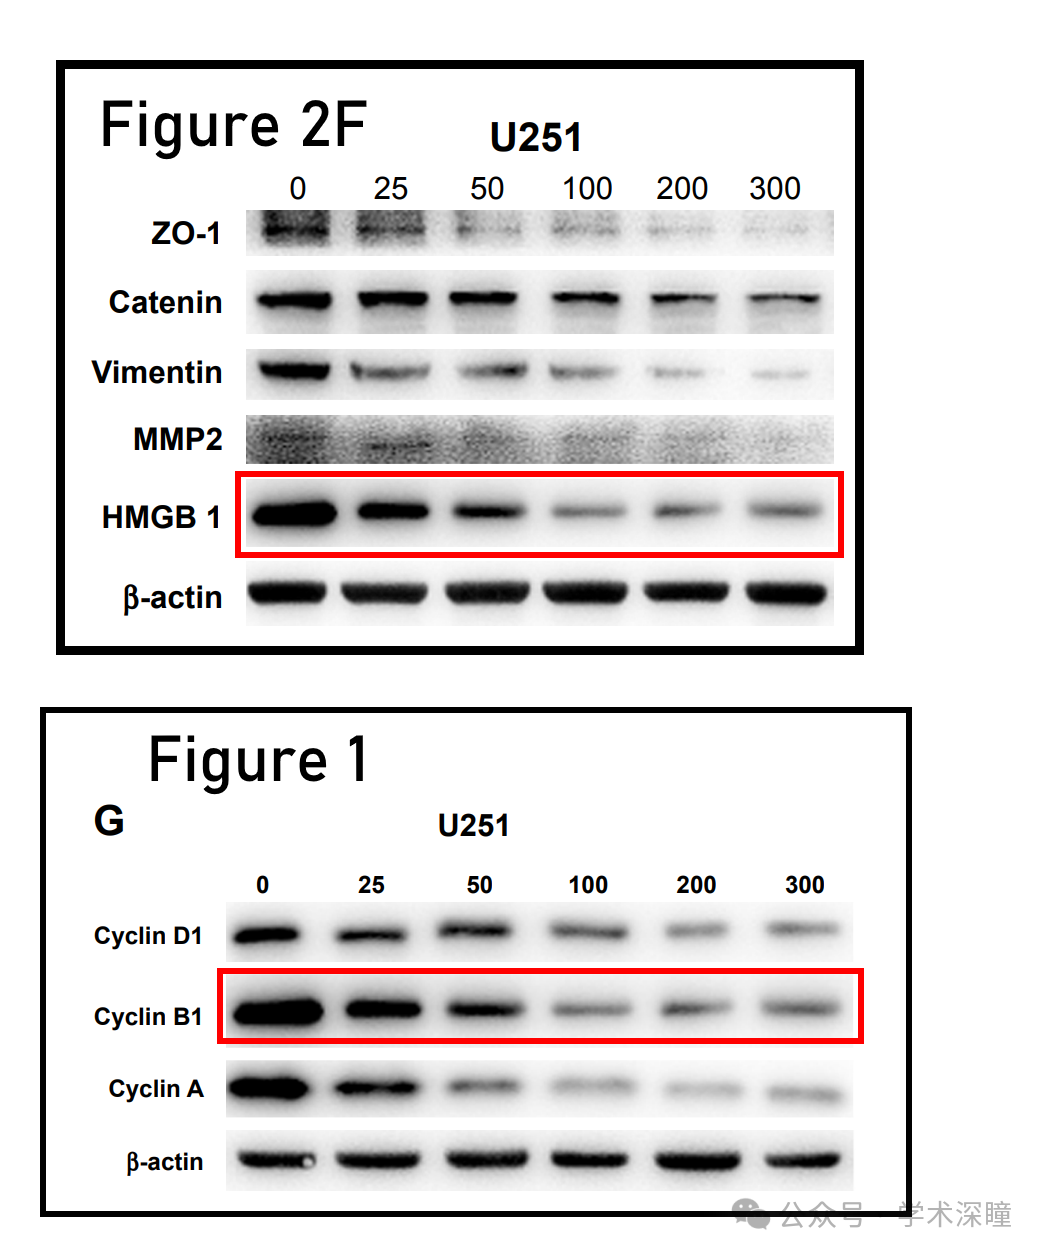 Figure 2F
U251
0 25 50 100 200 300
ZO-1
Catenin
Vimentin
MMP2
HMGB 1
β-actin
Figure 1
G
U251
0 25 50 100 200 300
Cyclin D1
Cyclin B1
Cyclin A
β-actin
公众号 学术深瞳